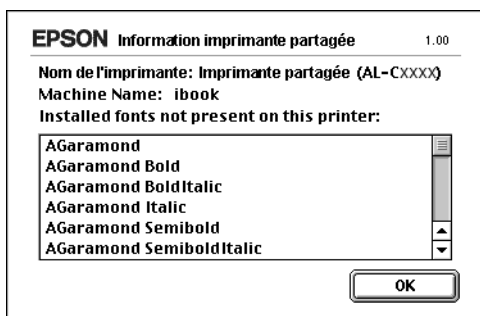 EPSON Information imprimante partagée 1.00
Nom de l'imprimante: Imprimante partagée (AL-CXXXX)
Machine Name: ibook
Installed fonts not present on this printer:
AGaramond
AGaramond Bold
AGaramond BoldItalic
AGaramond Italic
AGaramond Semibold
AGaramond SemiboldItalic
OK